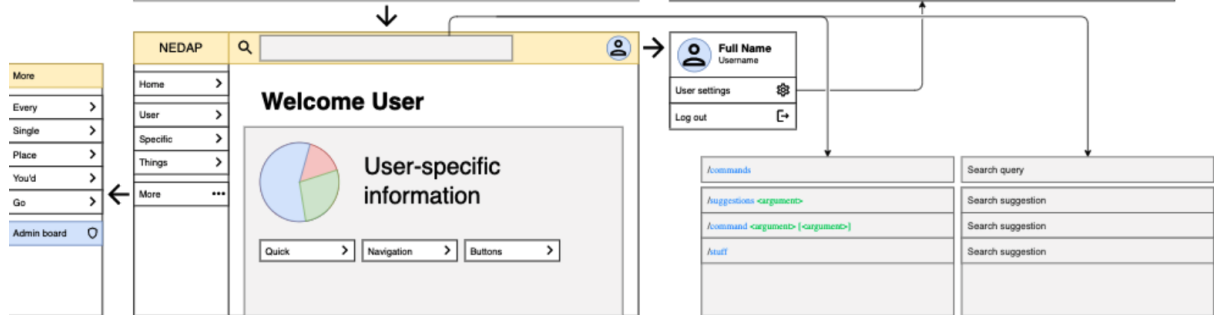 More
Every
Single
Place
You'd
Go
Admin board
NEDAP
Home
User
Specific
Things
More
Welcome User
User-specific
information
Quick
Navigation
Buttons
Full Name
Username
User settings
Log out
/commands
/suggestions <argument>
/command <argument> [<argument>]
/stuff
Search query
Search suggestion
Search suggestion
Search suggestion